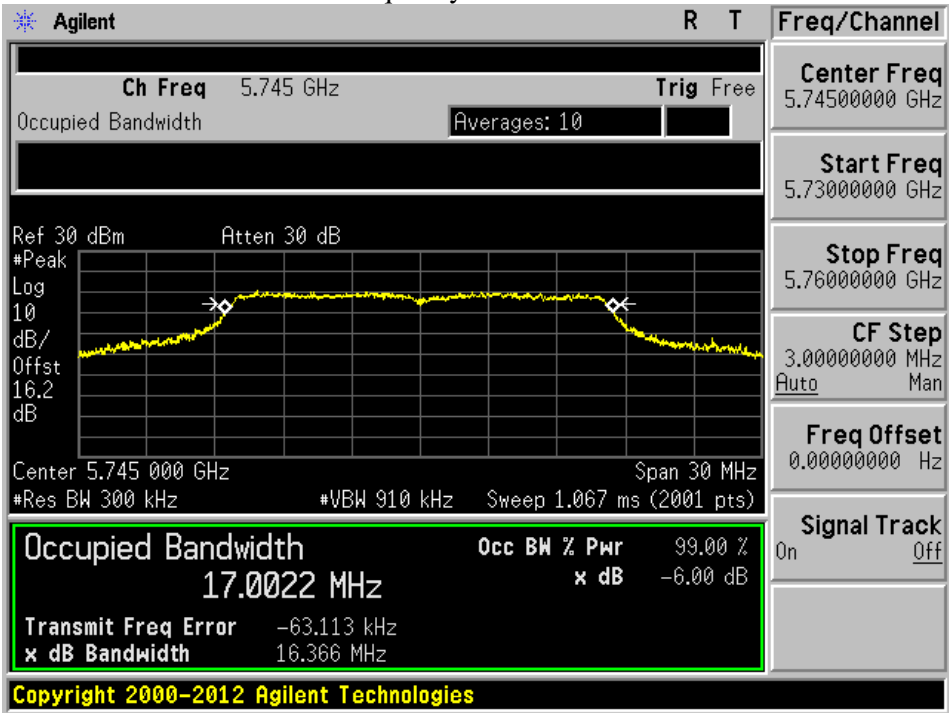 Agilent R T Freq/Channel
Ch Freq 5.745 GHz Trig Free
Occupied Bandwidth Averages: 10
Center Freq
5.74500000 GHz
Start Freq
5.73000000 GHz
Stop Freq
5.76000000 GHz
CF Step
3.00000000 MHz
Auto Man
Freq Offset
0.00000000 Hz
Signal Track
On Off
Ref 30 dBm Atten 30 dB
#Peak
Log
10
dB/
Offst
16.2
dB
Center 5.745 000 GHz Span 30 MHz
#Res BW 300 kHz #VBW 910 kHz Sweep 1.067 ms (2001 pts)
Occupied Bandwidth Occ BW % Pwr 99.00 %
17.0022 MHz x dB -6.00 dB
Transmit Freq Error -63.113 kHz
x dB Bandwidth 16.366 MHz
Copyright 2000-2012 Agilent Technologies